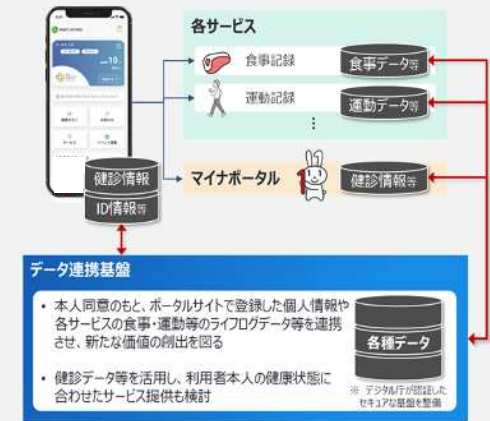 各サービス
食事記録
食事データ等
運動記録
運動データ等
⋮
マイナポータル
健診情報等
健診情報
ID情報等
データ連携基盤
• 本人同意のもと、ポータルサイトで登録した個人情報や
各サービスの食事・運動等のライフログデータ等を連携
させ、新たな価値の創出を図る
• 健診データ等を活用し、利用者本人の健康状態に
合わせたサービス提供も検討
各種データ
※ デジタル庁が認証した
セキュアな基盤を整備